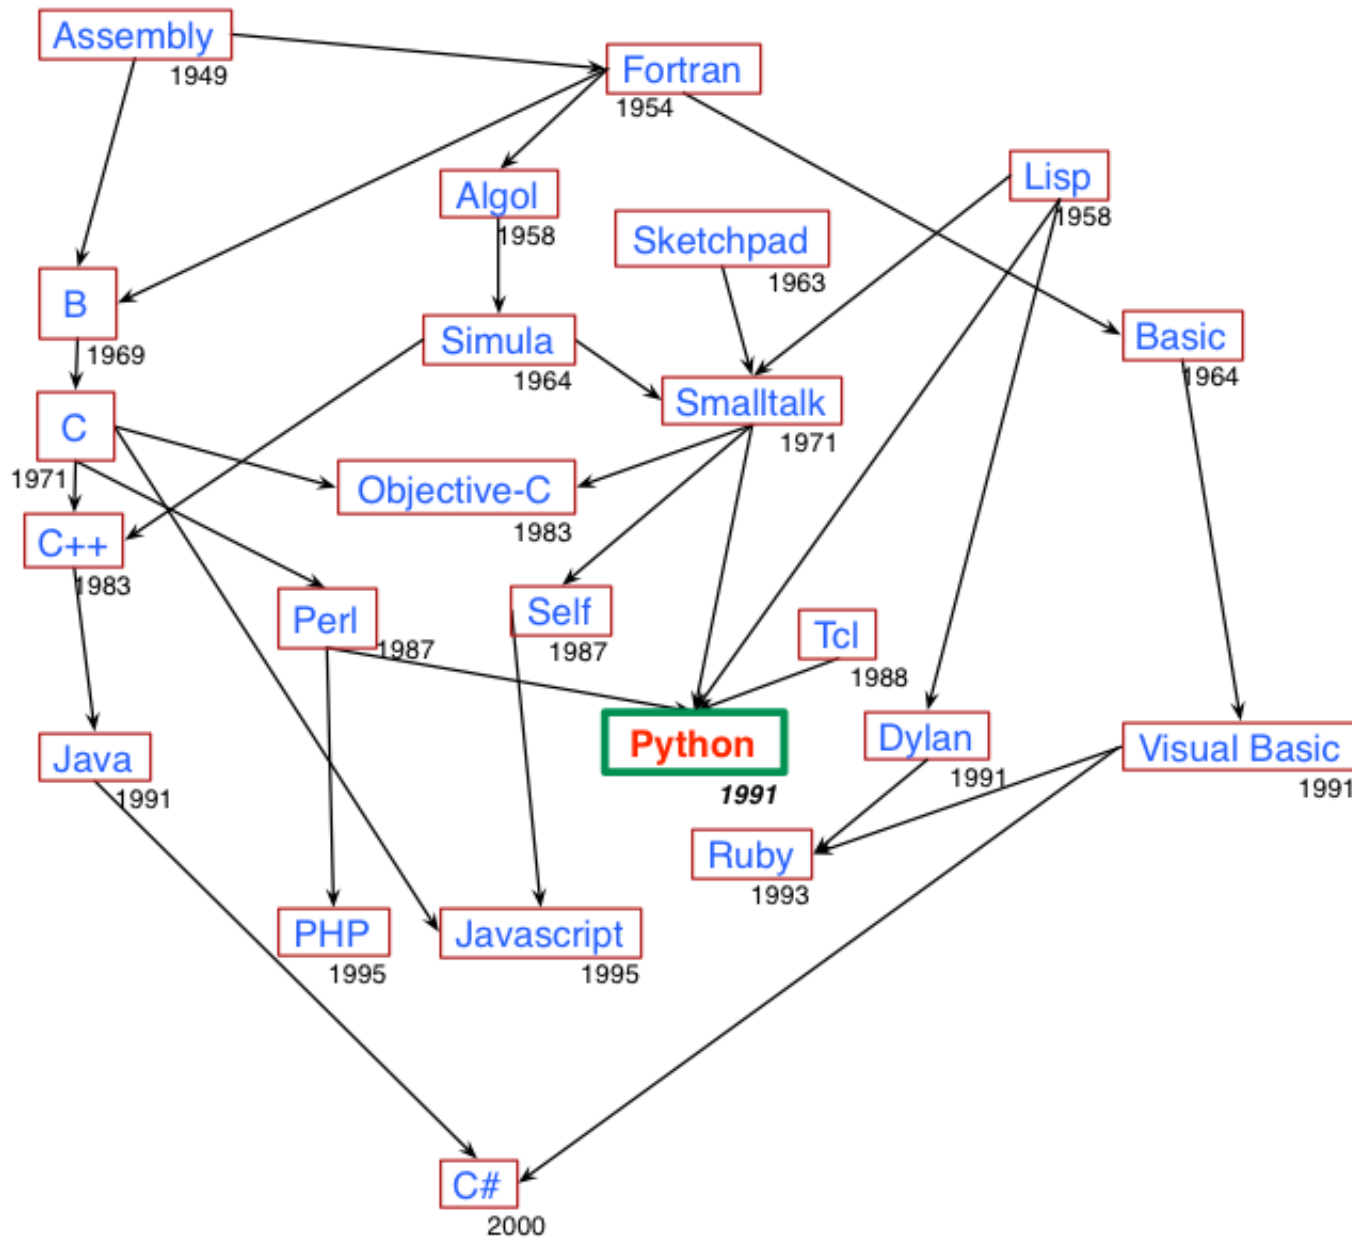 Assembly
1949
Fortran
1954
Lisp
1958
Algol
1958
Sketchpad
1963
B
1969
Simula
1964
Basic
1964
Smalltalk
1971
C
1971
Objective-C
1983
C++
1983
Perl
1987
Self
1987
Tcl
1988
Python
1991
Dylan
1991
Visual Basic
1991
Java
1991
Ruby
1993
PHP
1995
Javascript
1995
C#
2000